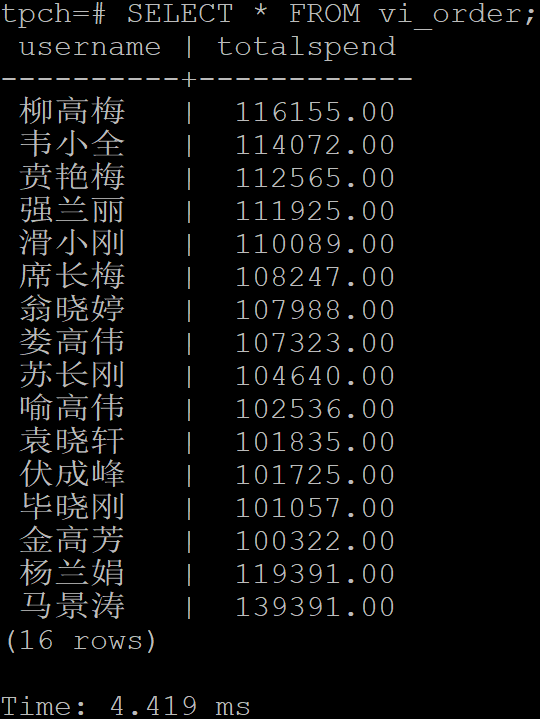 tpch=# SELECT * FROM vi_order;
 username | totalspend
----------+------------
 柳高梅   |  116155.00
 韦小全   |  114072.00
 贲艳梅   |  112565.00
 强兰丽   |  111925.00
 滑小刚   |  110089.00
 席长梅   |  108247.00
 翁晓婷   |  107988.00
 娄高伟   |  107323.00
 苏长刚   |  104640.00
 喻高伟   |  102536.00
 袁晓轩   |  101835.00
 伏成峰   |  101725.00
 毕晓刚   |  101057.00
 金高芳   |  100322.00
 杨兰娟   |  119391.00
 马景涛   |  139391.00
(16 rows)

Time: 4.419 ms